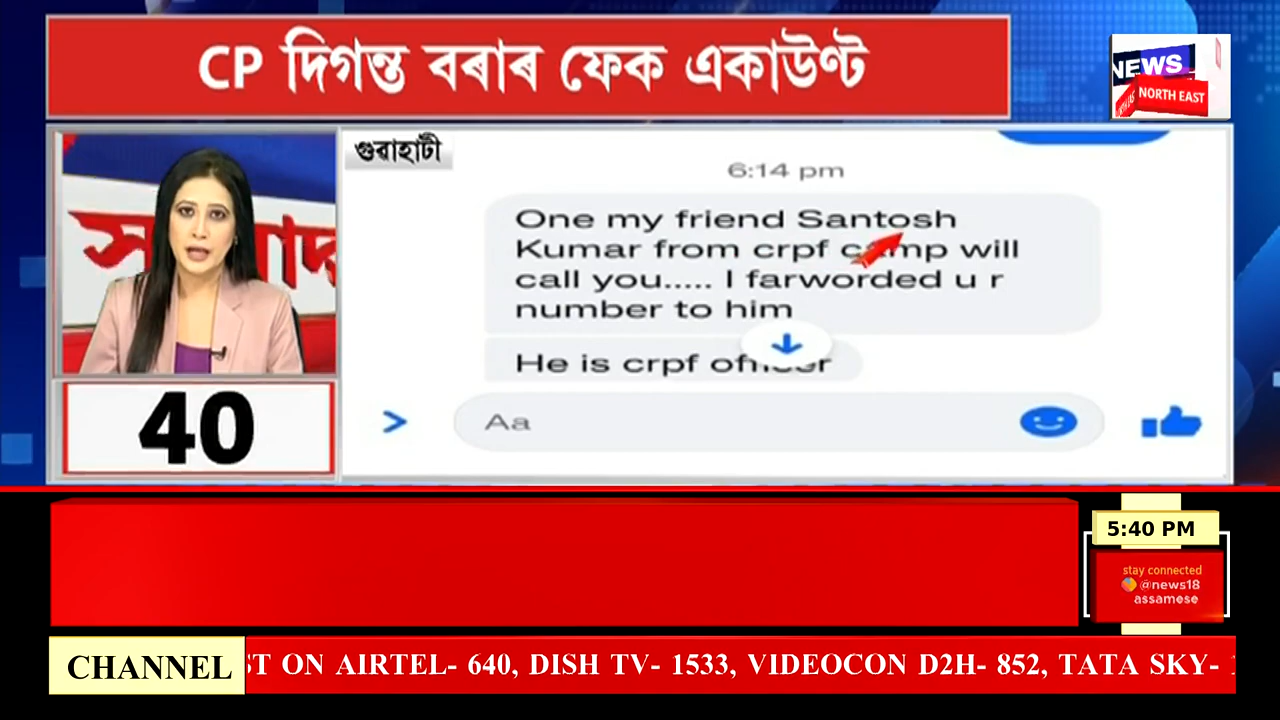 CP দিগন্ত বৰাৰ ফেক একাউণ্ট
NEWS
NORTH EAST
গুৱাহাটী
6:14 pm
One my friend Santosh
Kumar from crpf camp will
call you..... I farworded u r
number to him
He is crpf officer
Aa
40
5:40 PM
stay connected
@news18
assamese
CHANNEL
ST ON AIRTEL- 640, DISH TV- 1533, VIDEOCON D2H- 852, TATA SKY-